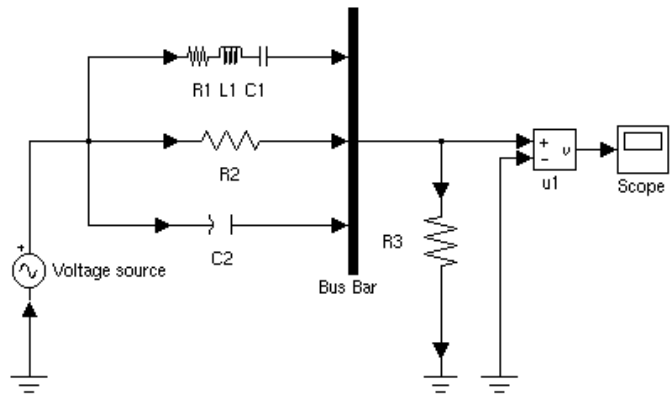 R1 L1 C1
R2
C2
+
Voltage source
Bus Bar
R3
+
-
v
u1
Scope